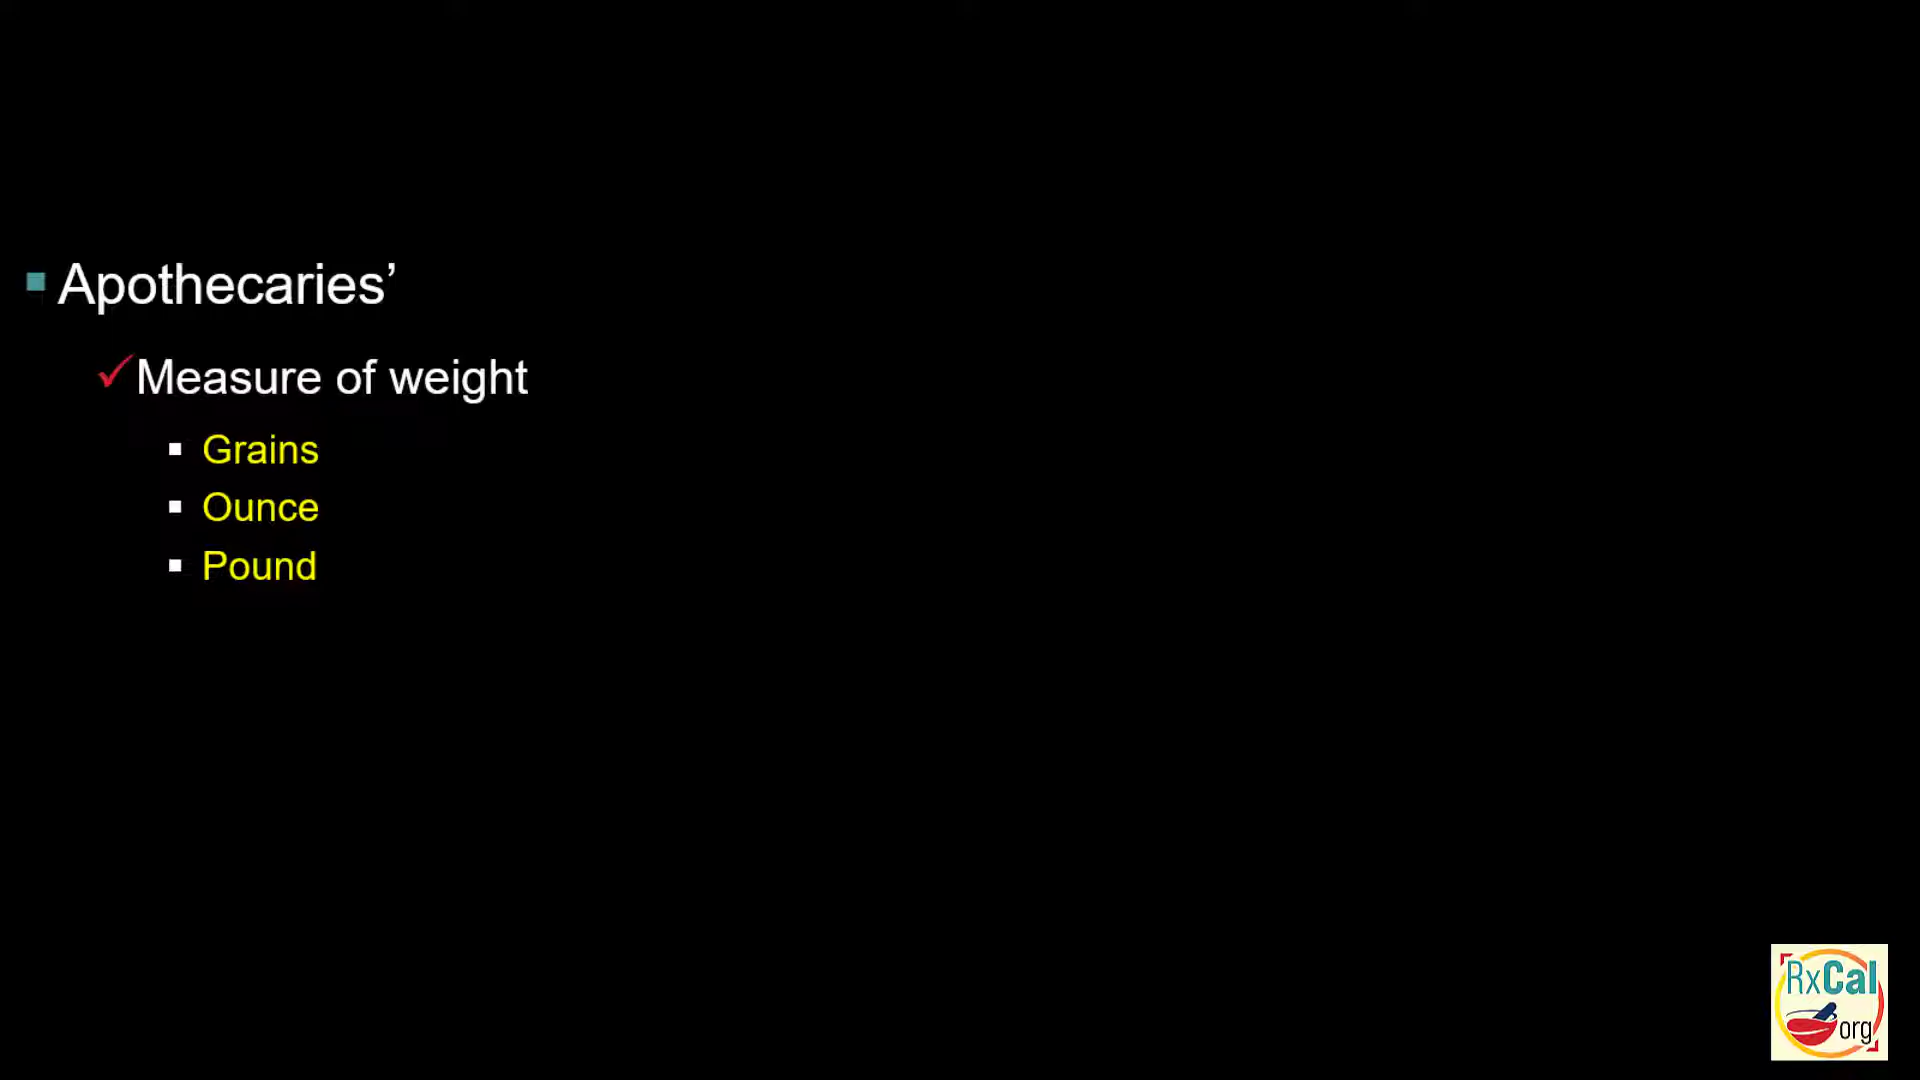 Apothecaries’
Measure of weight
Grains
Ounce
Pound
RxCal
org